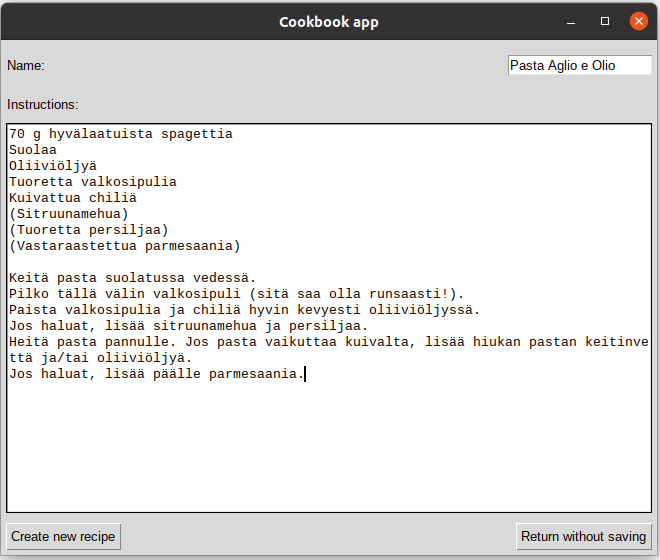 Cookbook app
Name:
Pasta Aglio e Olio
Instructions:
70 g hyvälaatuista spagettia
Suolaa
Oliiviöljyä
Tuoretta valkosipulia
Kuivattua chiliä
(Sitruunamehua)
(Tuoretta persiljaa)
(Vastaraastettua parmesaania)
Keitä pasta suolatussa vedessä.
Pilko tällä välin valkosipuli (sitä saa olla runsaasti!).
Paista valkosipulia ja chiliä hyvin kevyesti oliiviöljyssä.
Jos haluat, lisää sitruunamehua ja persiljaa.
Heitä pasta pannulle. Jos pasta vaikuttaa kuivalta, lisää hiukan pastan keitinve
ttä ja/tai oliiviöljyä.
Jos haluat, lisää päälle parmesaania.
Create new recipe
Return without saving